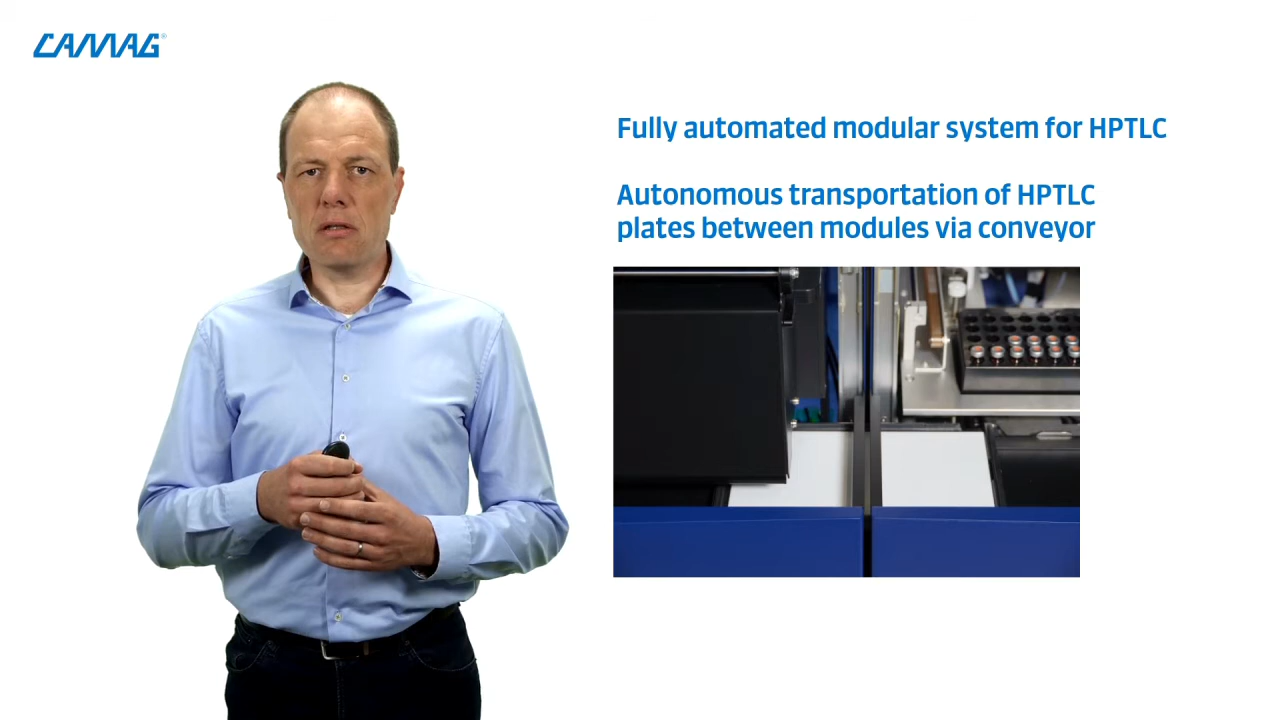 CAMAG®
Fully automated modular system for HPTLC
Autonomous transportation of HPTLC
plates between modules via conveyor